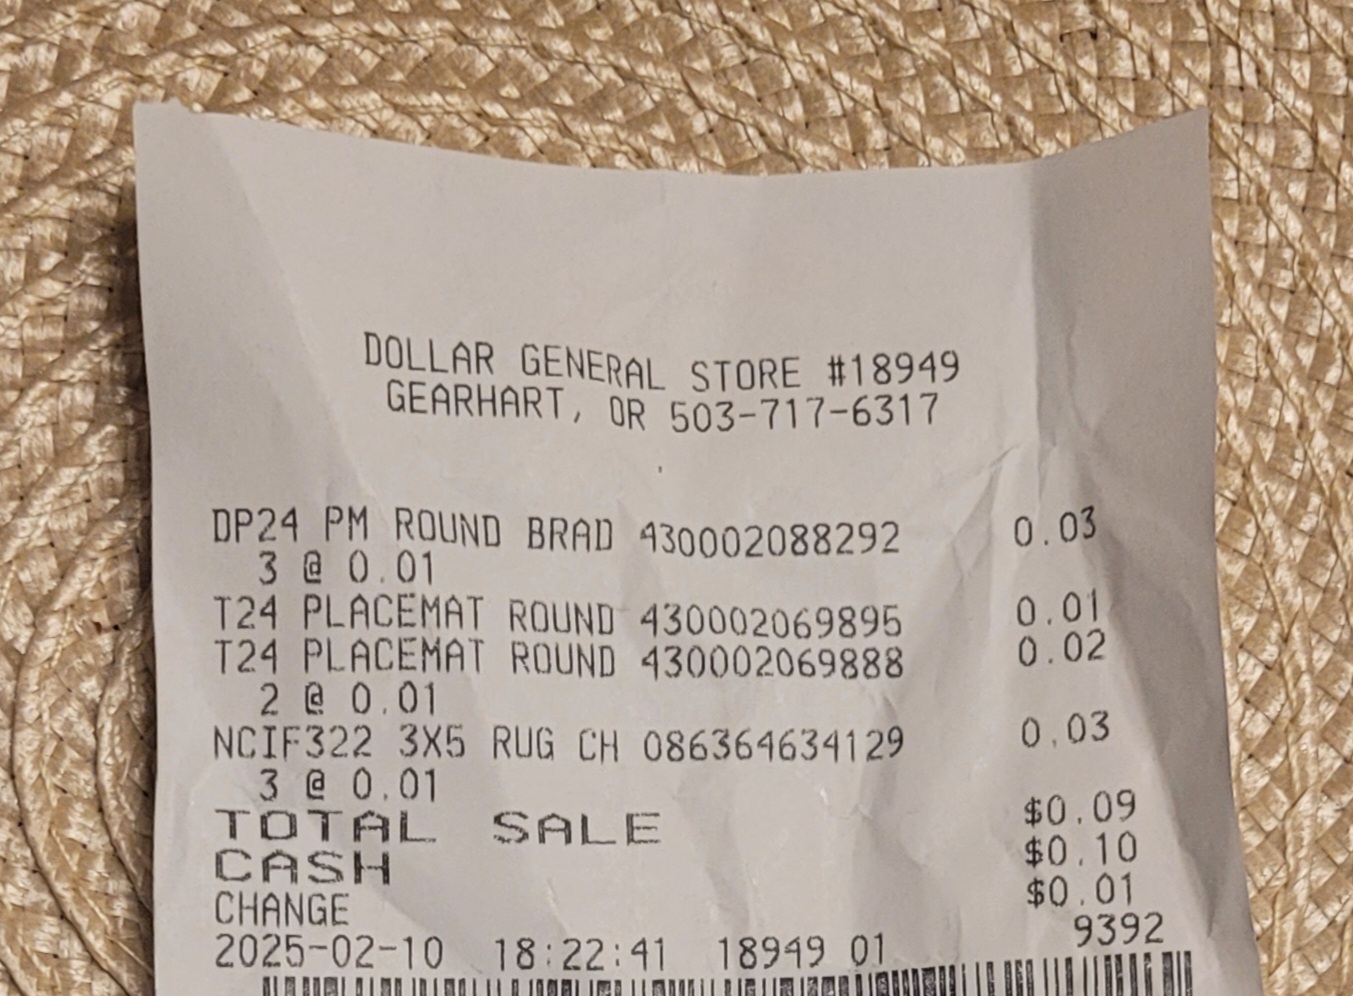 DOLLAR GENERAL STORE #18949
GEARHART, OR 503-717-6317
DP24 PM ROUND BRAD 430002088292 0.03
3 @ 0.01
T24 PLACEMAT ROUND 430002069895 0.01
T24 PLACEMAT ROUND 430002069888 0.02
2 @ 0.01
NCIF322 3X5 RUG CH 086364634129 0.03
3 @ 0.01
TOTAL SALE $0.09
CASH $0.10
CHANGE $0.01
2025-02-10 18:22:41 18949 01 9392